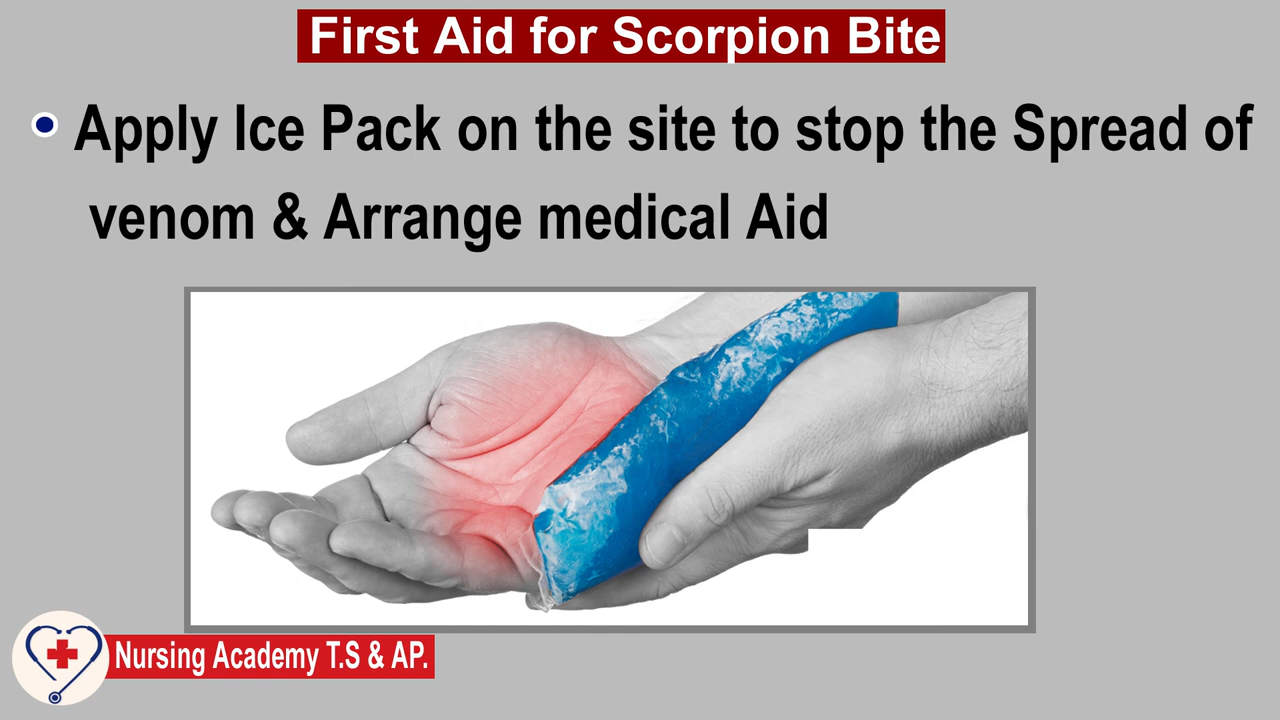 First Aid for Scorpion Bite
Apply Ice Pack on the site to stop the Spread of
venom & Arrange medical Aid
Nursing Academy T.S & AP.